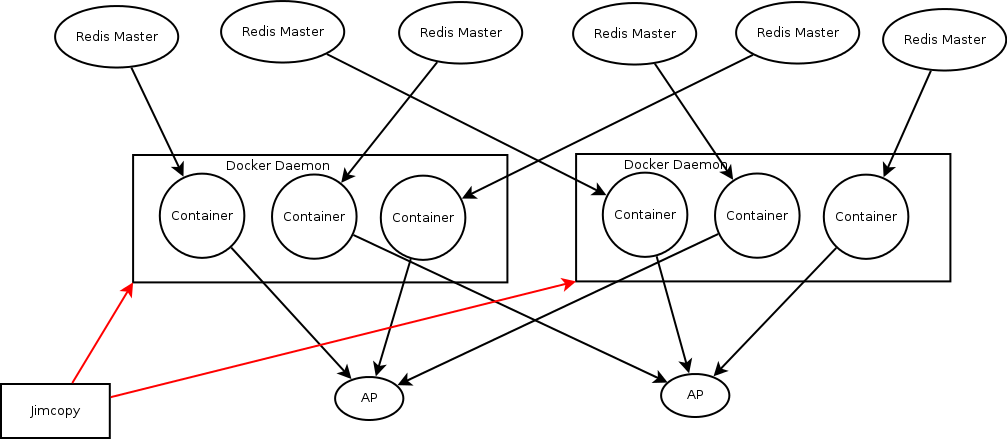 Redis Master
Redis Master
Redis Master
Redis Master
Redis Master
Redis Master
Docker Daemon
Docker Daemon
Container
Container
Container
Container
Container
Container
AP
AP
Jimcopy